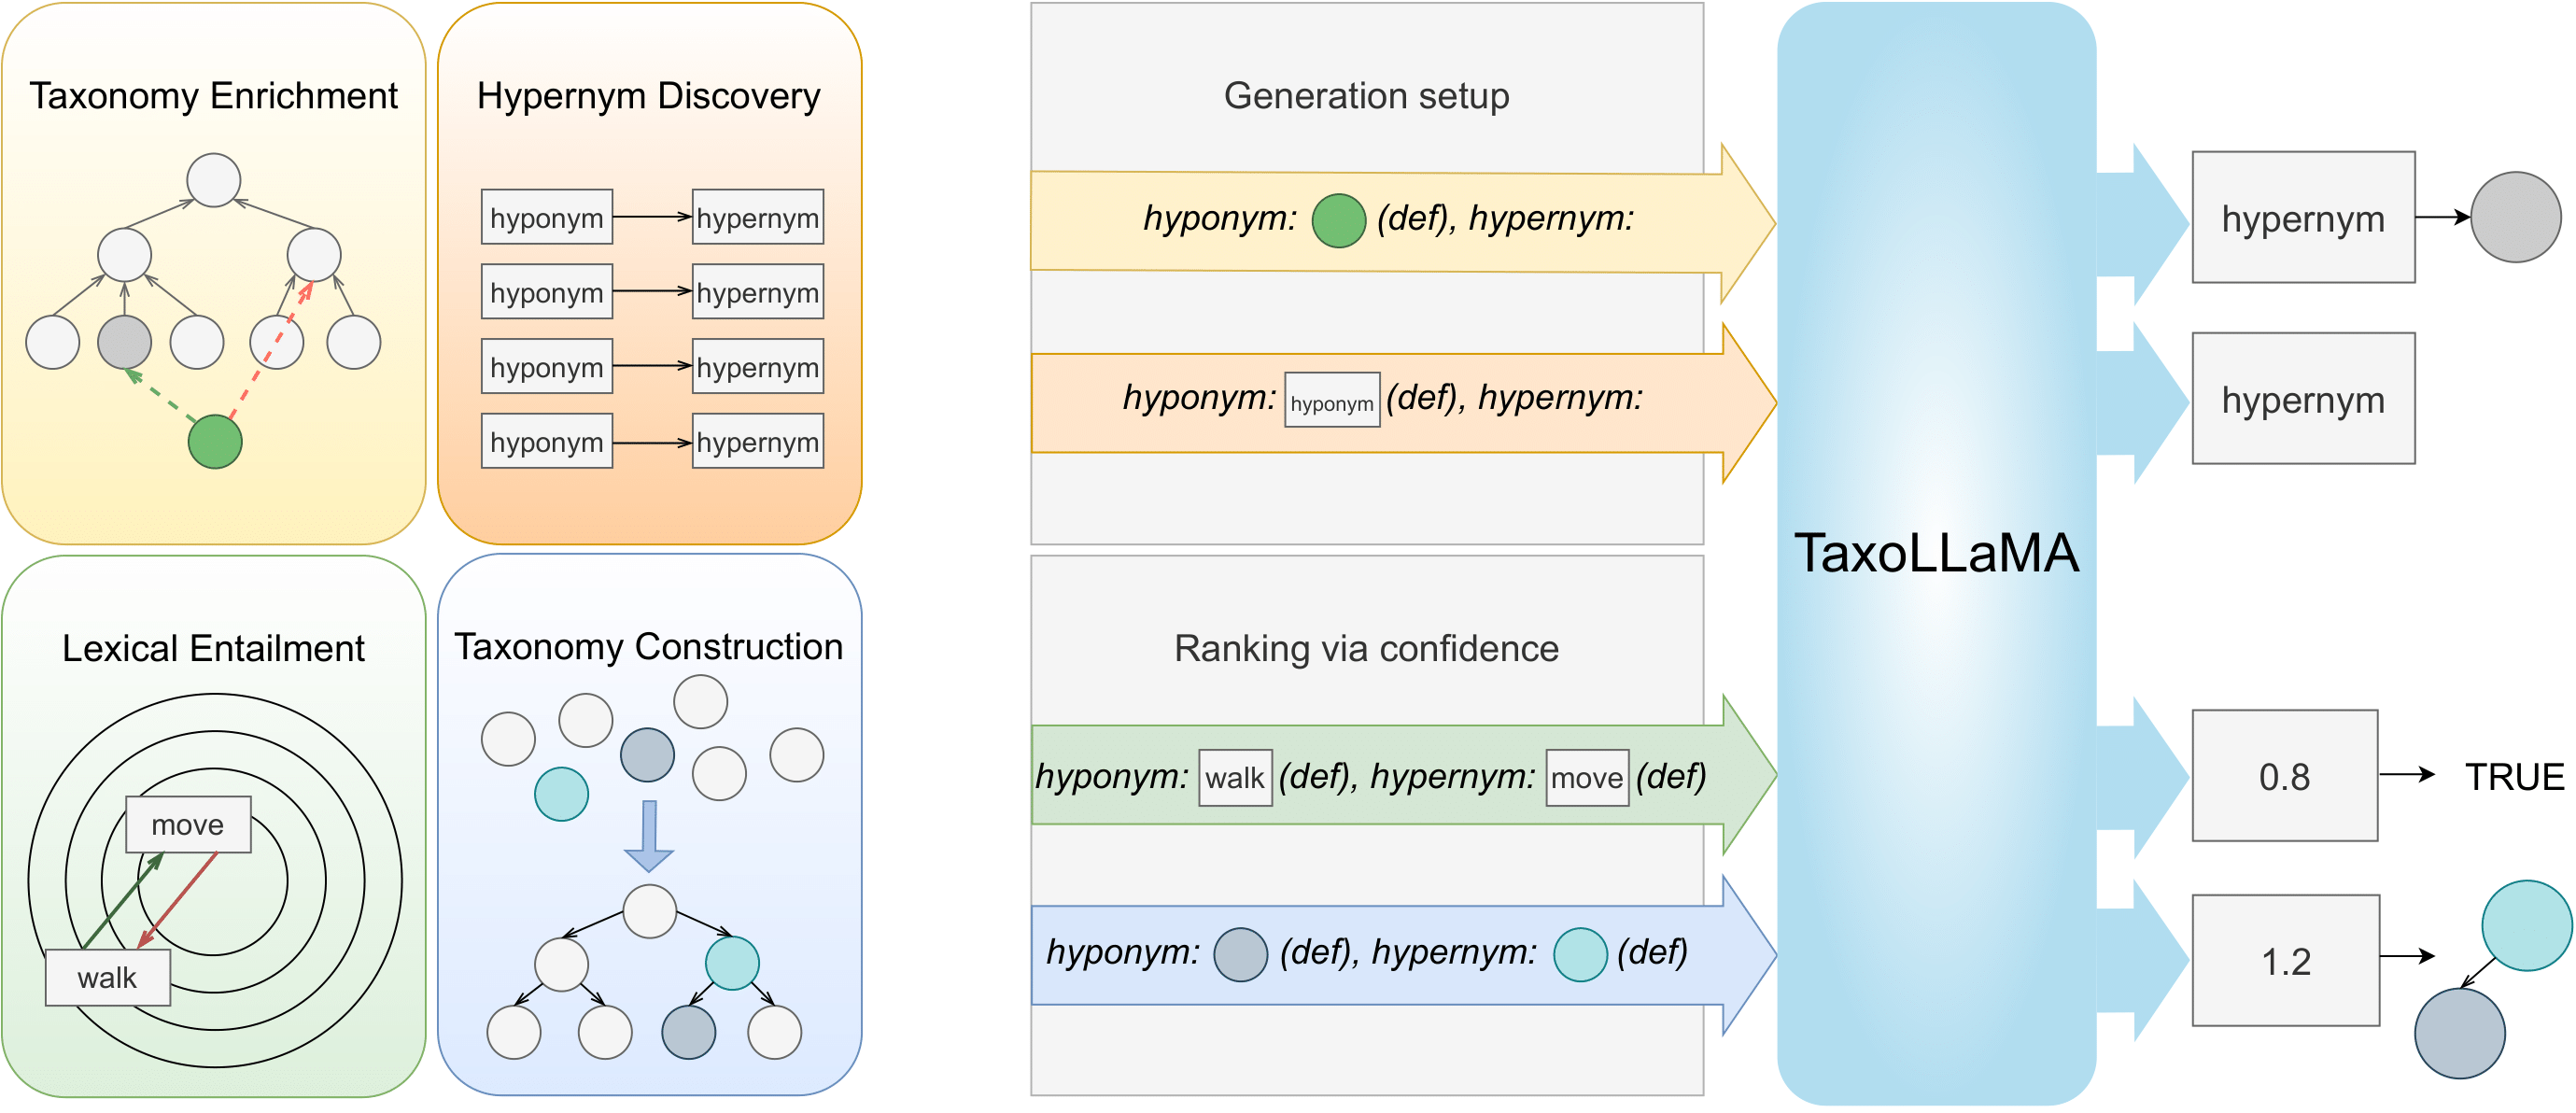 Taxonomy Enrichment
Hypernym Discovery
hyponym hypernym
hyponym hypernym
hyponym hypernym
hyponym hypernym
Lexical Entailment
move
walk
Taxonomy Construction
Generation setup
hyponym: (def), hypernym:
hyponym: hyponym (def), hypernym:
Ranking via confidence
hyponym: walk (def), hypernym: move (def)
hyponym: (def), hypernym: (def)
TaxoLLaMA
hypernym
hypernym
0.8 TRUE
1.2